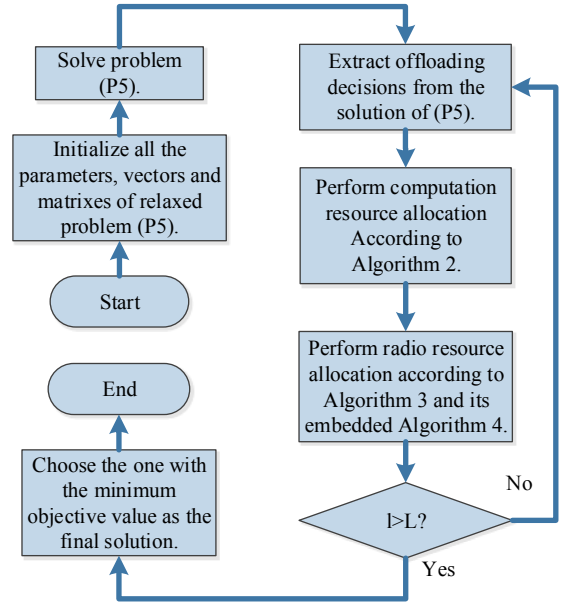 Start
Initialize all the
parameters, vectors and
matrixes of relaxed
problem (P5).
Solve problem
(P5).
Extract offloading
decisions from the
solution of (P5).
Perform computation
resource allocation
According to
Algorithm 2.
Perform radio resource
allocation according to
Algorithm 3 and its
embedded Algorithm 4.
l>L?
No
Yes
Choose the one with
the minimum
objective value as the
final solution.
End